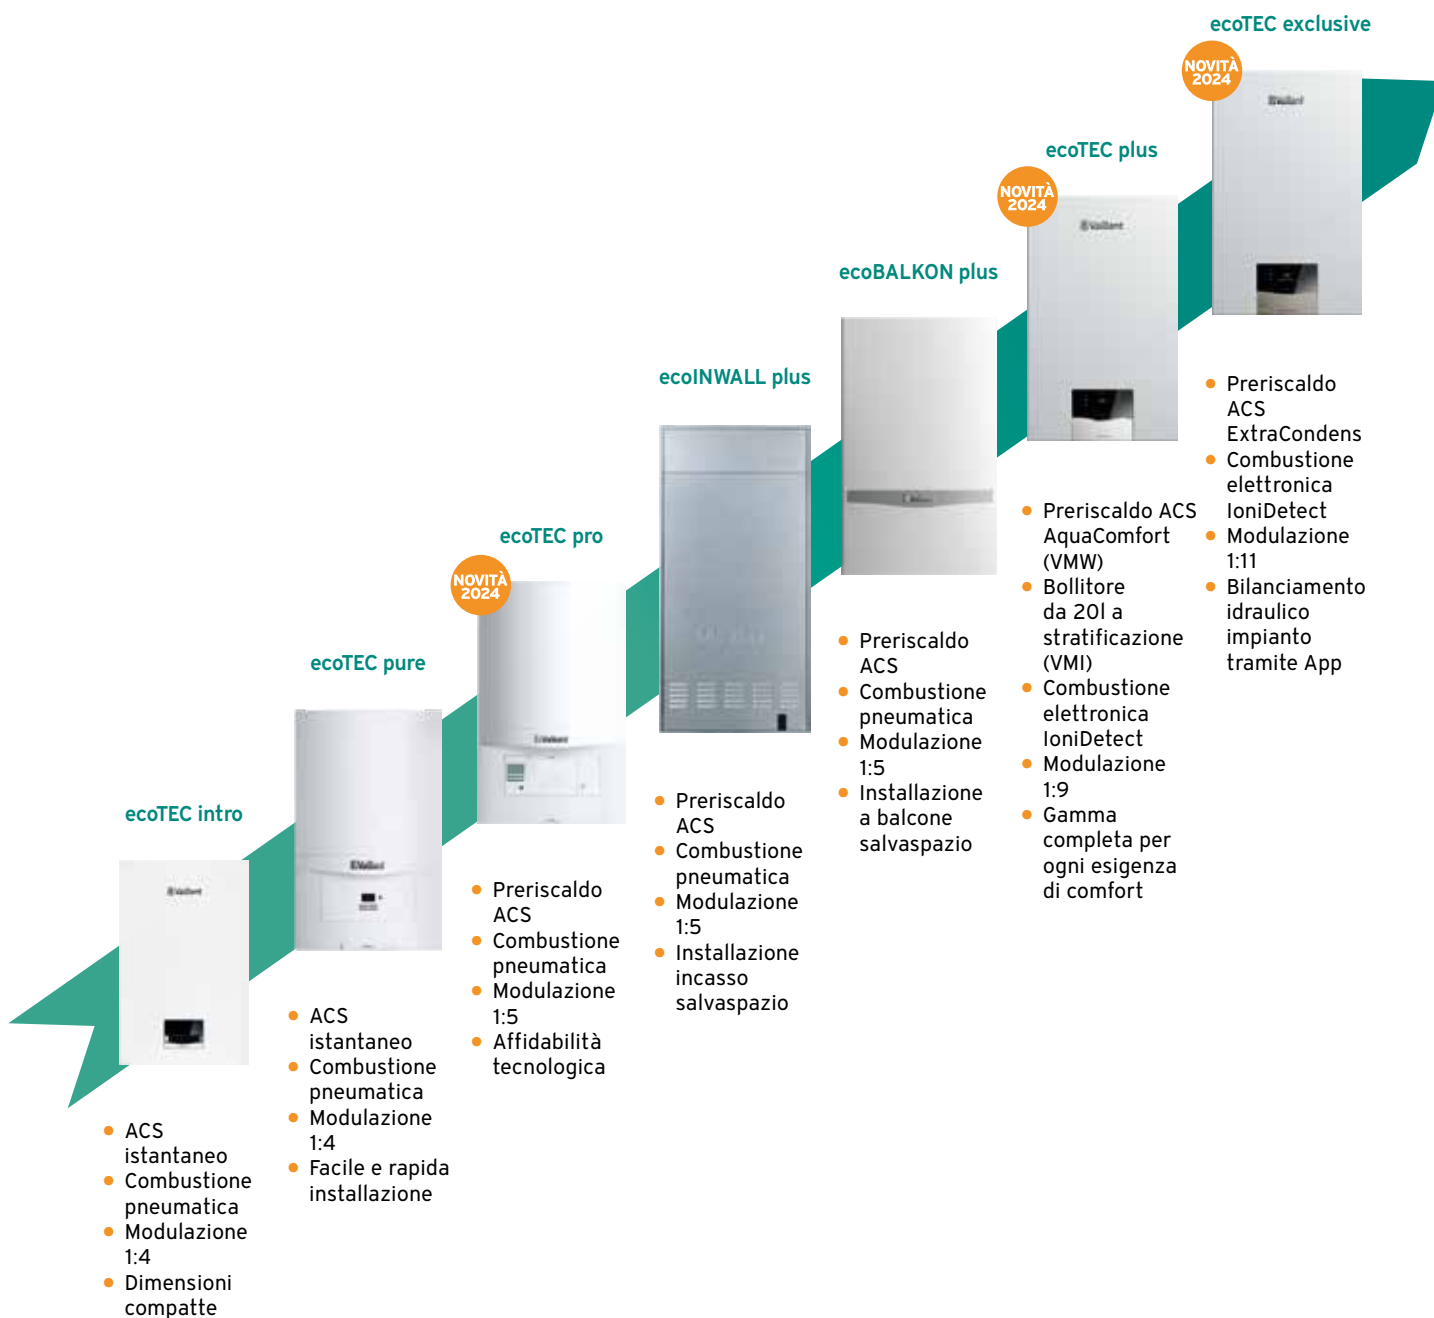 ecoTEC exclusive
NOVITÀ
2024
Vaillant
ecoTEC plus
NOVITÀ
2024
Vaillant
ecoBALKON plus
ecoINWALL plus
ecoTEC pro
NOVITÀ
2024
Vaillant
ecoTEC pure
Vaillant
ecoTEC intro
Vaillant
ACS
istantaneo
Combustione
pneumatica
Modulazione
1:4
Dimensioni
compatte
ACS
istantaneo
Combustione
pneumatica
Modulazione
1:4
Facile e rapida
installazione
Preriscaldo
ACS
Combustione
pneumatica
Modulazione
1:5
Affidabilità
tecnologica
Preriscaldo
ACS
Combustione
pneumatica
Modulazione
1:5
Installazione
incasso
salvaspazio
Preriscaldo
ACS
Combustione
pneumatica
Modulazione
1:5
Installazione
a balcone
salvaspazio
Preriscaldo ACS
AquaComfort
(VMW)
Bollitore
da 20l a
stratificazione
(VMI)
Combustione
elettronica
IoniDetect
Modulazione
1:9
Gamma
completa per
ogni esigenza
di comfort
Preriscaldo
ACS
ExtraCondens
Combustione
elettronica
IoniDetect
Modulazione
1:11
Bilanciamento
idraulico
impianto
tramite App